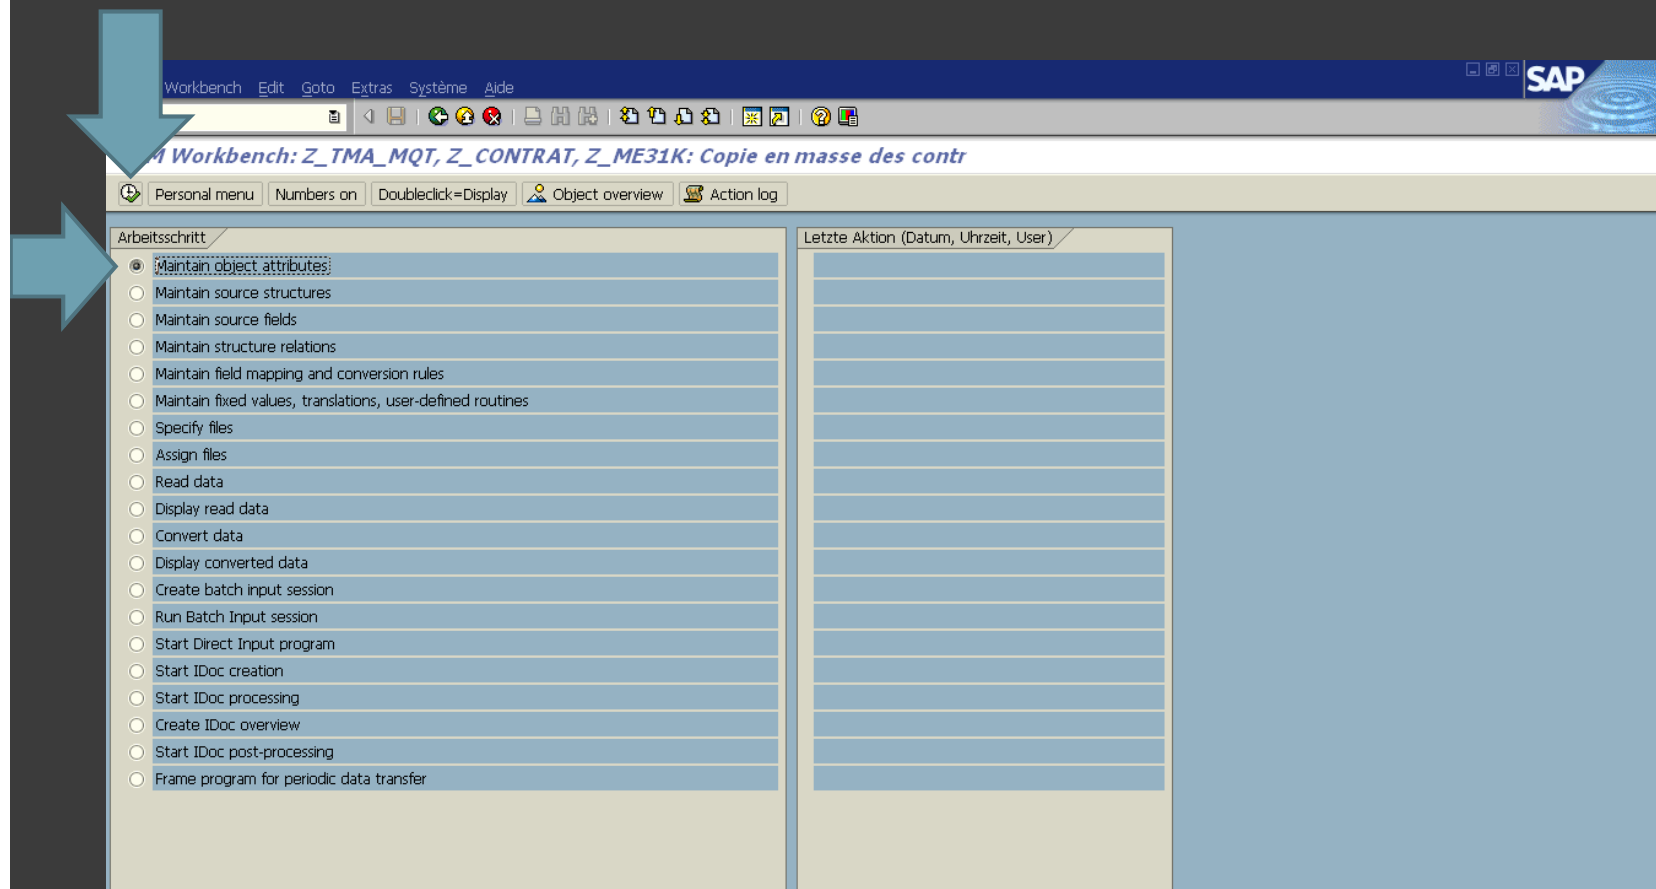 Workbench Edit Goto Extras Système Aide
SAP
M Workbench: Z_TMA_MQT, Z_CONTRAT, Z_ME31K: Copie en masse des contr
Personal menu Numbers on Doubleclick=Display Object overview Action log
Arbeitsschritt
Letzte Aktion (Datum, Uhrzeit, User)
Maintain object attributes
Maintain source structures
Maintain source fields
Maintain structure relations
Maintain field mapping and conversion rules
Maintain fixed values, translations, user-defined routines
Specify files
Assign files
Read data
Display read data
Convert data
Display converted data
Create batch input session
Run Batch Input session
Start Direct Input program
Start IDoc creation
Start IDoc processing
Create IDoc overview
Start IDoc post-processing
Frame program for periodic data transfer